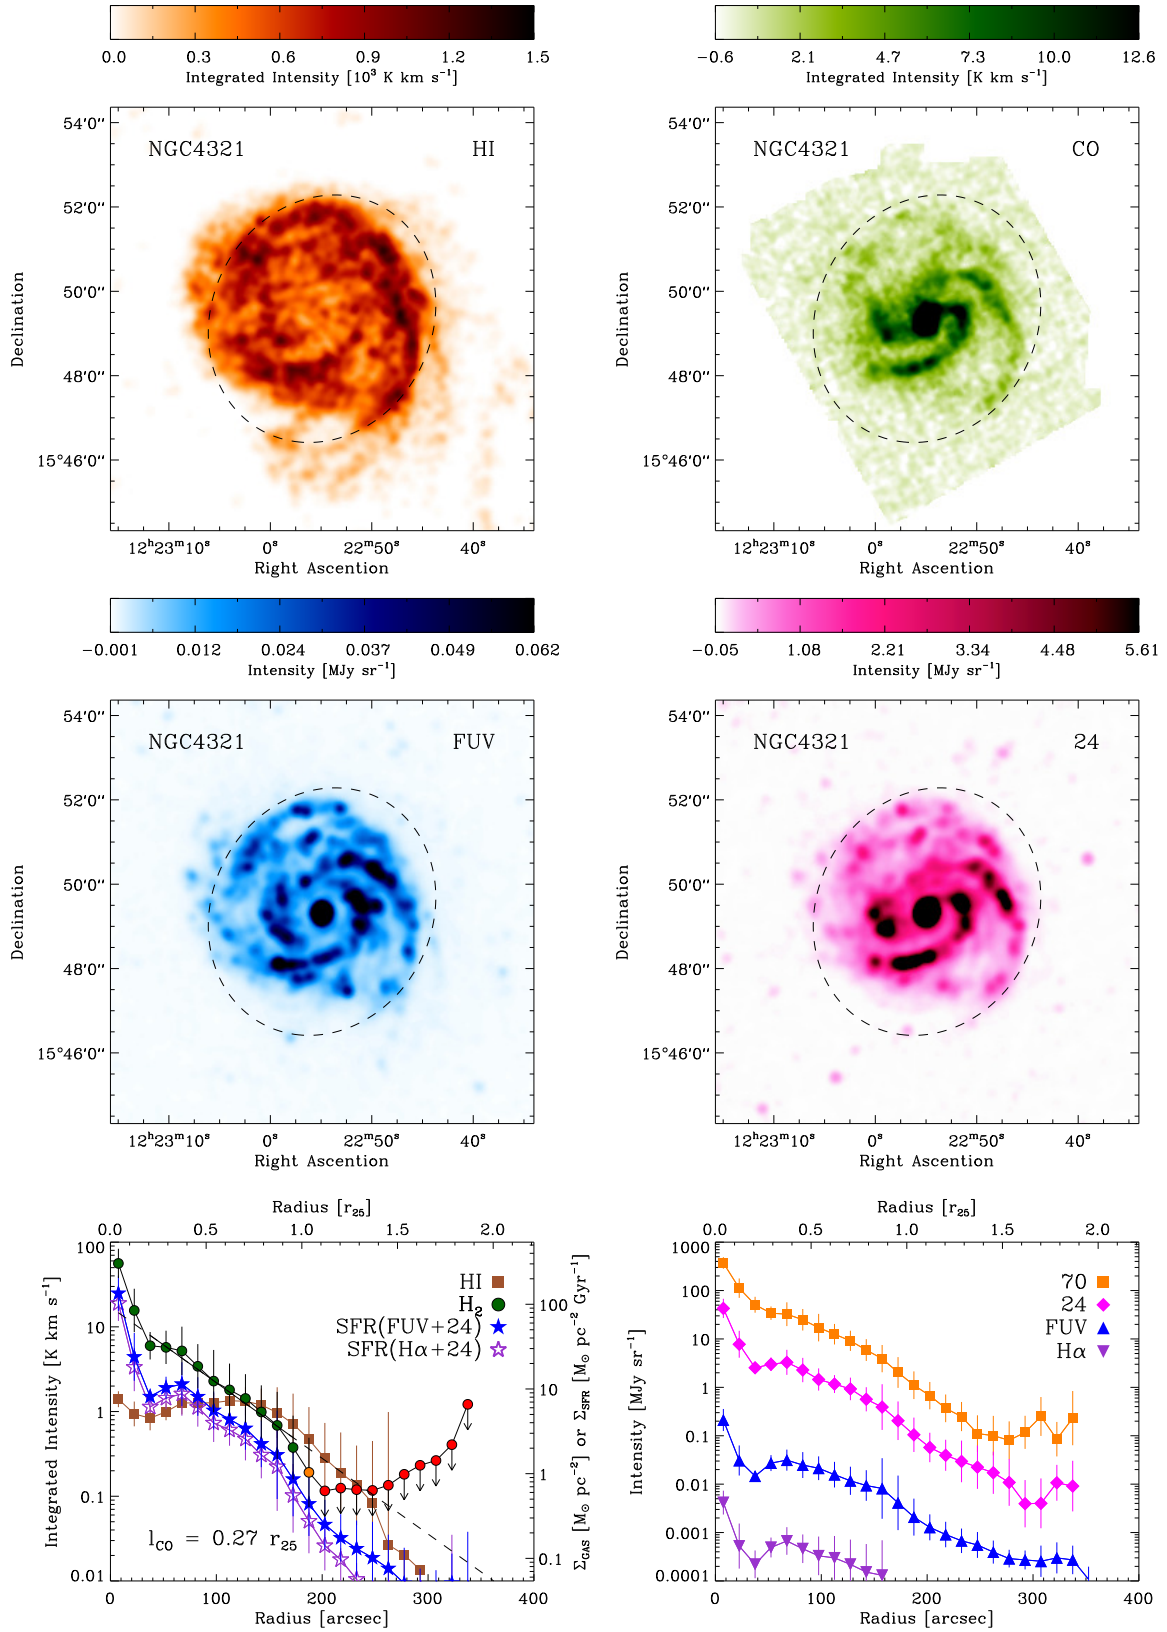 0.0 0.3 0.6 0.9 1.2 1.5
Integrated Intensity [10³ K km s⁻¹]
−0.6 2.1 4.7 7.3 10.0 12.6
Integrated Intensity [K km s⁻¹]
NGC4321 HI
54′0″
52′0″
50′0″
48′0″
15°46′0″
Declination
12ʰ23ᵐ10ˢ 0ˢ 22ᵐ50ˢ 40ˢ
Right Ascention
NGC4321 CO
54′0″
52′0″
50′0″
48′0″
15°46′0″
Declination
12ʰ23ᵐ10ˢ 0ˢ 22ᵐ50ˢ 40ˢ
Right Ascention
−0.001 0.012 0.024 0.037 0.049 0.062
Intensity [MJy sr⁻¹]
−0.05 1.08 2.21 3.34 4.48 5.61
Intensity [MJy sr⁻¹]
NGC4321 FUV
54′0″
52′0″
50′0″
48′0″
15°46′0″
Declination
12ʰ23ᵐ10ˢ 0ˢ 22ᵐ50ˢ 40ˢ
Right Ascention
NGC4321 24
54′0″
52′0″
50′0″
48′0″
15°46′0″
Declination
12ʰ23ᵐ10ˢ 0ˢ 22ᵐ50ˢ 40ˢ
Right Ascention
Radius [r₂₅]
0.0 0.5 1.0 1.5 2.0
100
10
1
0.1
0.01
Integrated Intensity [K km s⁻¹]
HI
H₂
SFR(FUV+24)
SFR(Hα+24)
l_CO = 0.27 r₂₅
100
10
1
0.1
Σ_GAS [M⊙ pc⁻²] or Σ_SFR [M⊙ pc⁻² Gyr⁻¹]
0 100 200 300 400
Radius [arcsec]
Radius [r₂₅]
0.0 0.5 1.0 1.5 2.0
1000
100
10
1
0.1
0.01
0.001
0.0001
Intensity [MJy sr⁻¹]
70
24
FUV
Hα
0 100 200 300 400
Radius [arcsec]